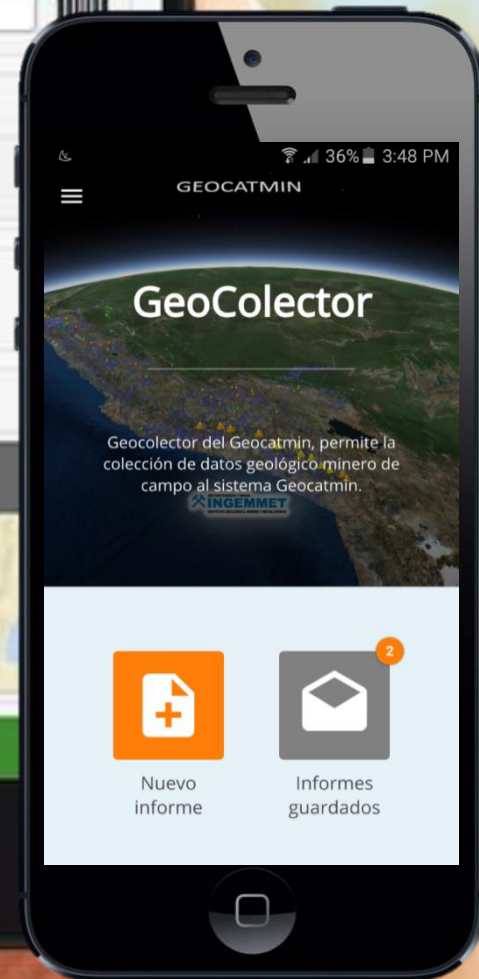 36% 3:48 PM
GEOCATMIN
GeoColector
Geocolector del Geocatmin, permite la
colección de datos geológico minero de
campo al sistema Geocatmin.
INGEMMET
2
Nuevo
informe
Informes
guardados